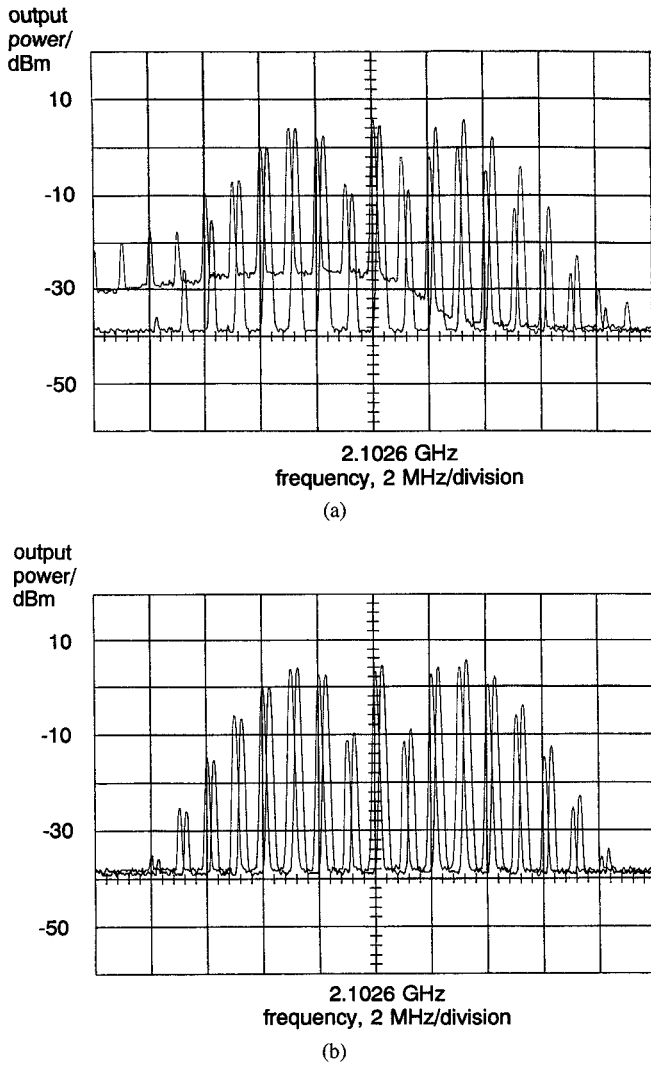 output
power/
dBm
10
-10
-30
-50
2.1026 GHz
frequency, 2 MHz/division
(a)
output
power/
dBm
10
-10
-30
-50
2.1026 GHz
frequency, 2 MHz/division
(b)